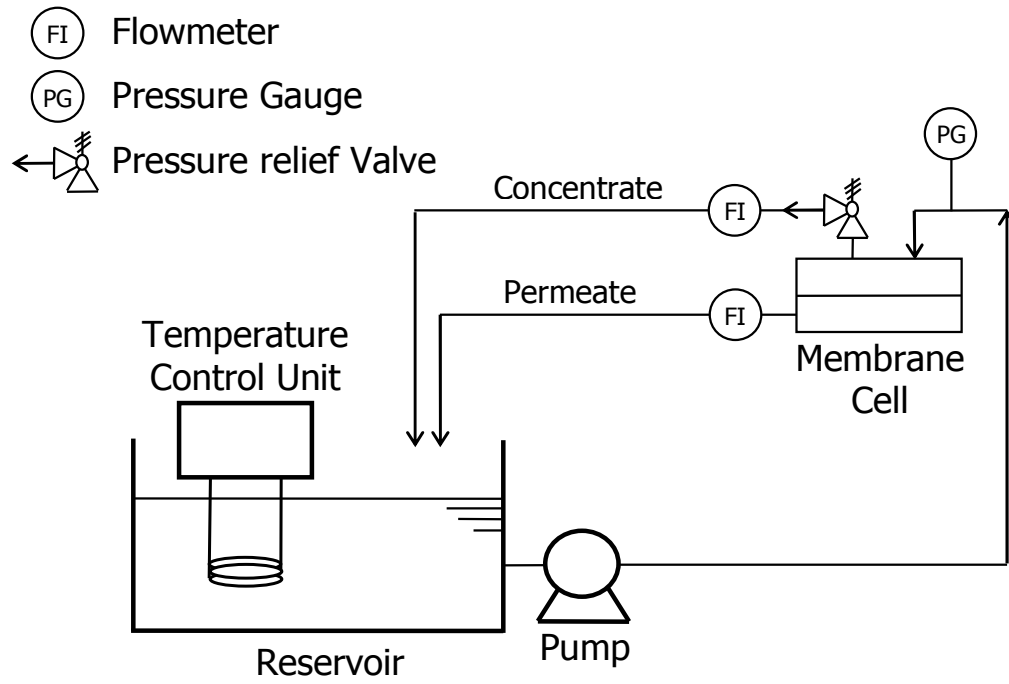 FI Flowmeter
PG Pressure Gauge
Pressure relief Valve
PG
Concentrate
FI
Permeate
FI
Temperature
Control Unit
Membrane
Cell
Pump
Reservoir